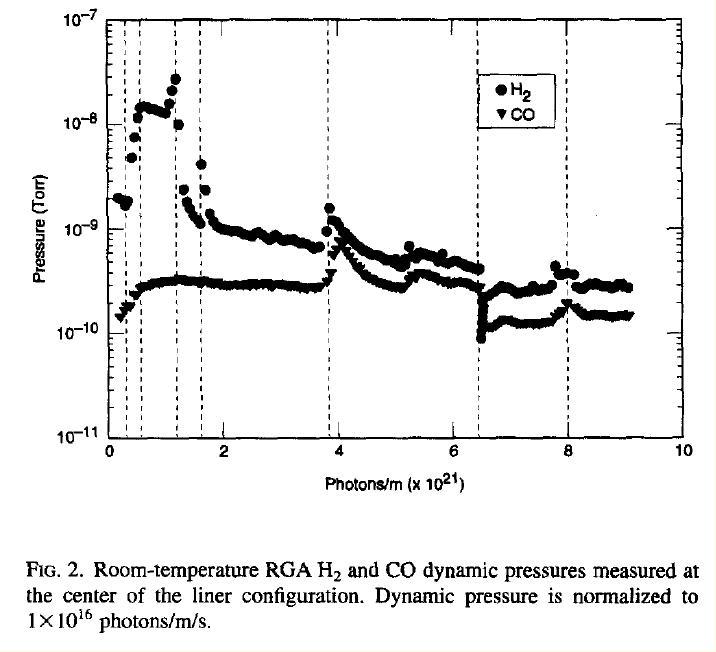 10⁻⁷
10⁻⁸
10⁻⁹
10⁻¹⁰
10⁻¹¹
Pressure (Torr)
H₂
CO
0 2 4 6 8 10
Photons/m (x 10²¹)
FIG. 2. Room-temperature RGA H₂ and CO dynamic pressures measured at
the center of the liner configuration. Dynamic pressure is normalized to
1×10¹⁶ photons/m/s.